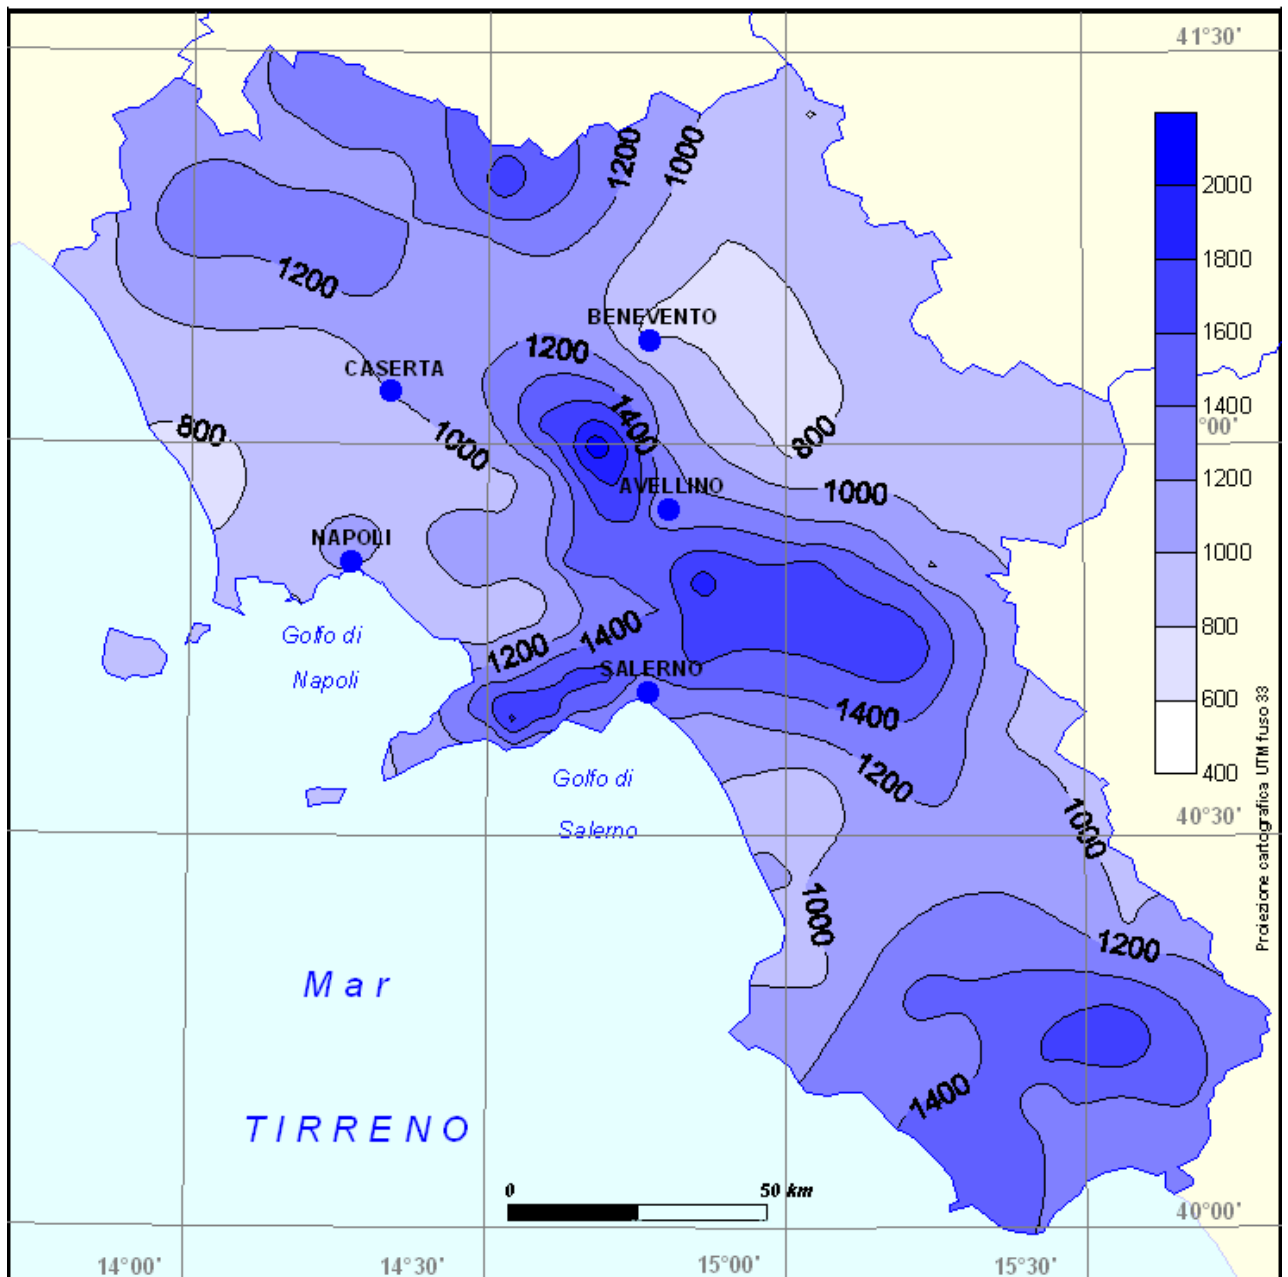 41°30'
1200
1000
2000
1800
1200
1600
BENEVENTO
1200
CASERTA
1400
1400
°00'
800
1000
800
1200
AVELLINO
1000
NAPOLI
1000
Golfo di
Napoli
1400
800
1200
SALERNO
600
1400
400
Golfo di
Salerno
1200
1000
40°30'
Proiezione cartografica UTM fuso 33
1000
1200
Mar
1400
TIRRENO
0
50 km
40°00'
14°00'
14°30'
15°00'
15°30'